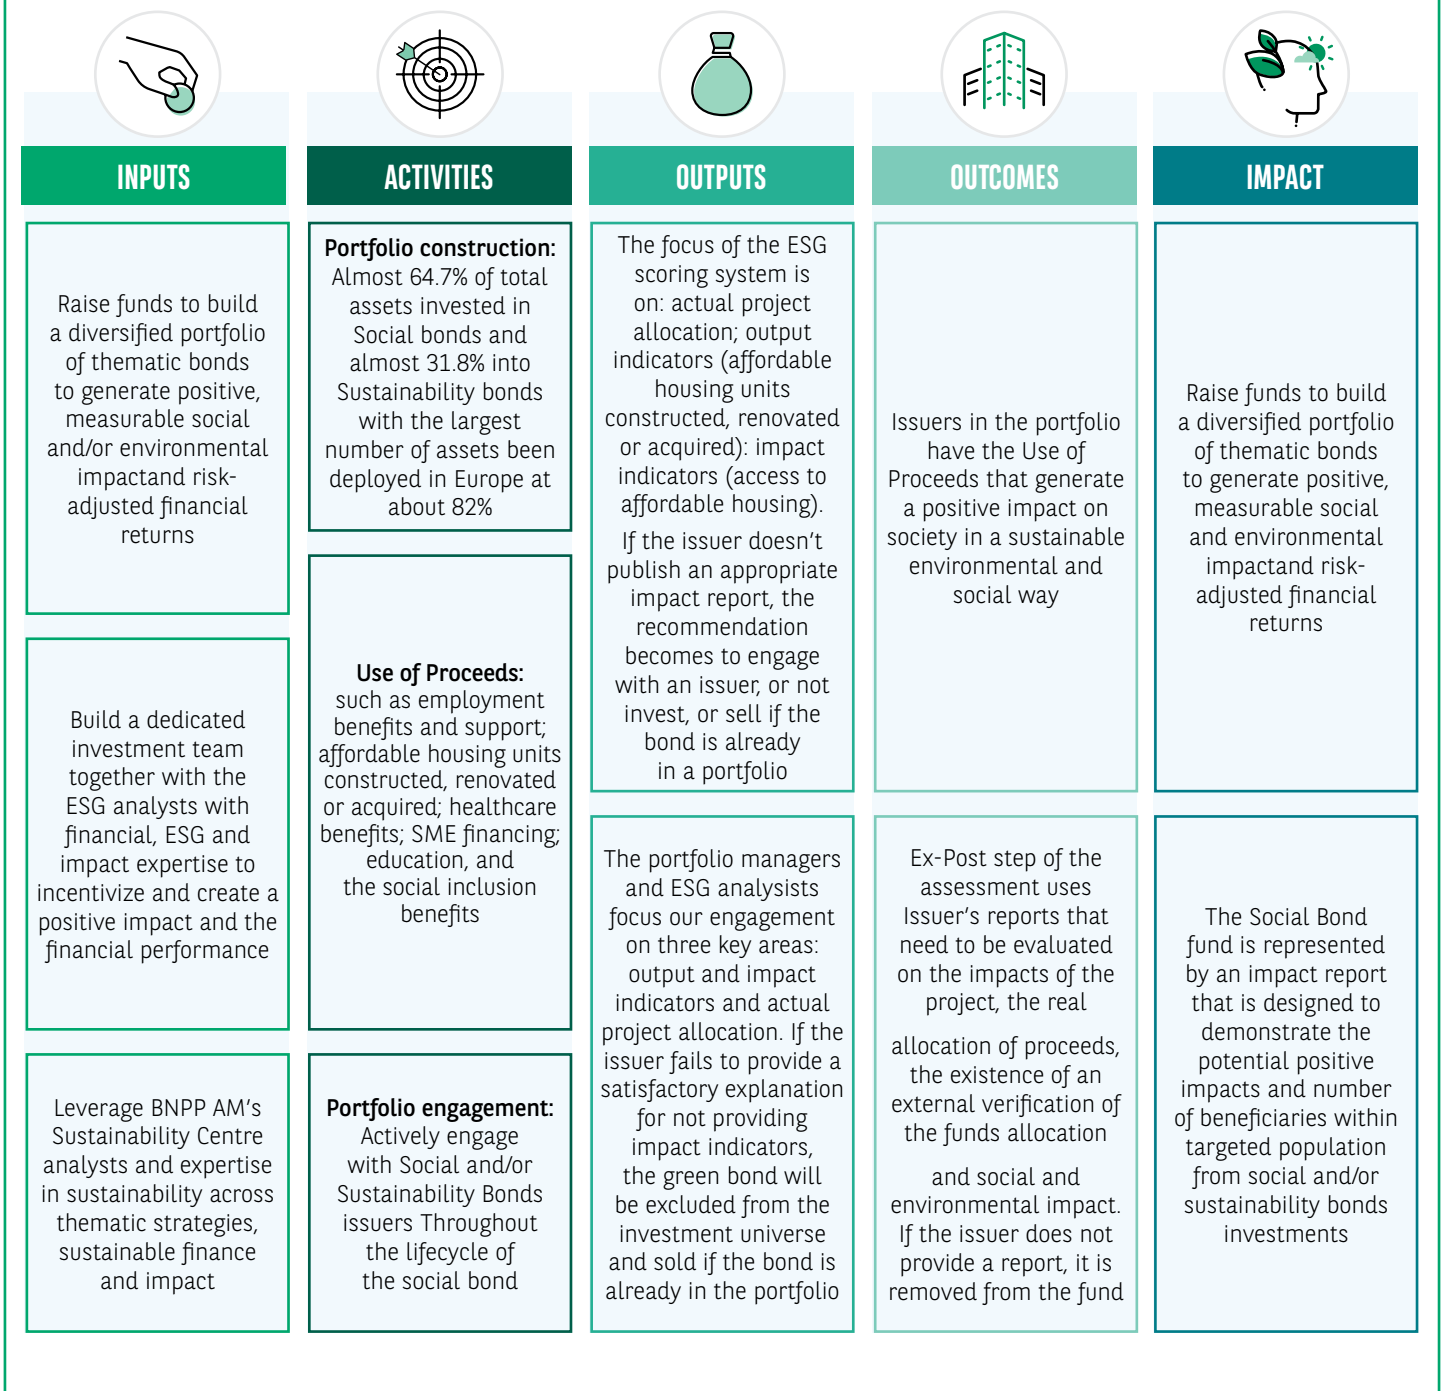 INPUTS
Raise funds to build
a diversified portfolio
of thematic bonds
to generate positive,
measurable social
and/or environmental
impactand risk-
adjusted financial
returns
Build a dedicated
investment team
together with the
ESG analysts with
financial, ESG and
impact expertise to
incentivize and create a
positive impact and the
financial performance
Leverage BNPP AM's
Sustainability Centre
analysts and expertise
in sustainability across
thematic strategies,
sustainable finance
and impact
ACTIVITIES
Portfolio construction:
Almost 64.7% of total
assets invested in
Social bonds and
almost 31.8% into
Sustainability bonds
with the largest
number of assets been
deployed in Europe at
about 82%
Use of Proceeds:
such as employment
benefits and support;
affordable housing units
constructed, renovated
or acquired; healthcare
benefits; SME financing;
education, and
the social inclusion
benefits
Portfolio engagement:
Actively engage
with Social and/or
Sustainability Bonds
issuers Throughout
the lifecycle of
the social bond
OUTPUTS
The focus of the ESG
scoring system is
on: actual project
allocation; output
indicators (affordable
housing units
constructed, renovated
or acquired): impact
indicators (access to
affordable housing).
If the issuer doesn't
publish an appropriate
impact report, the
recommendation
becomes to engage
with an issuer, or not
invest, or sell if the
bond is already
in a portfolio
The portfolio managers
and ESG analysists
focus our engagement
on three key areas:
output and impact
indicators and actual
project allocation. If the
issuer fails to provide a
satisfactory explanation
for not providing
impact indicators,
the green bond will
be excluded from the
investment universe
and sold if the bond is
already in the portfolio
OUTCOMES
Issuers in the portfolio
have the Use of
Proceeds that generate
a positive impact on
society in a sustainable
environmental and
social way
Ex-Post step of the
assessment uses
Issuer's reports that
need to be evaluated
on the impacts of the
project, the real
allocation of proceeds,
the existence of an
external verification of
the funds allocation
and social and
environmental impact.
If the issuer does not
provide a report, it is
removed from the fund
IMPACT
Raise funds to build
a diversified portfolio
of thematic bonds
to generate positive,
measurable social
and environmental
impactand risk-
adjusted financial
returns
The Social Bond
fund is represented
by an impact report
that is designed to
demonstrate the
potential positive
impacts and number
of beneficiaries within
targeted population
from social and/or
sustainability bonds
investments